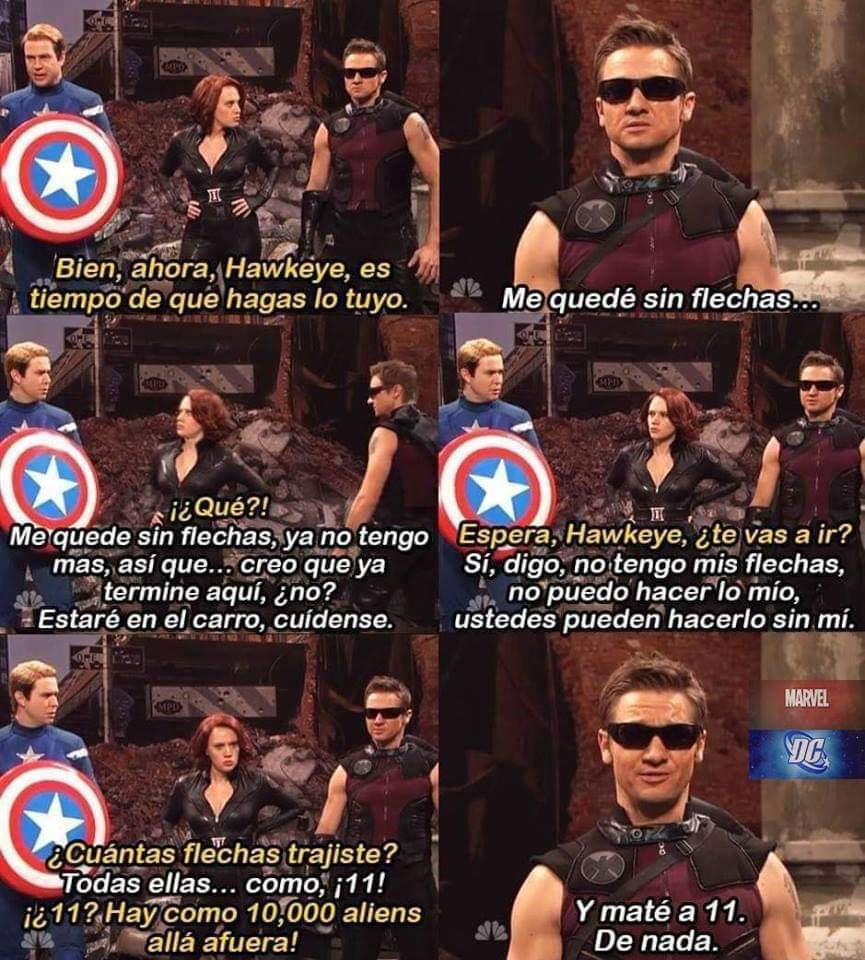 Bien, ahora, Hawkeye, es
tiempo de que hagas lo tuyo.
Me quedé sin flechas...
¡¿Qué?!
Me quede sin flechas, ya no tengo
mas, así que... creo que ya
termine aquí, ¿no?
Estaré en el carro, cuídense.
Espera, Hawkeye, ¿te vas a ir?
Sí, digo, no tengo mis flechas,
no puedo hacer lo mío,
ustedes pueden hacerlo sin mí.
¿Cuántas flechas trajiste?
Todas ellas... como, ¡11!
¡¿11? Hay como 10,000 aliens
allá afuera!
MARVEL
DC
Y maté a 11.
De nada.